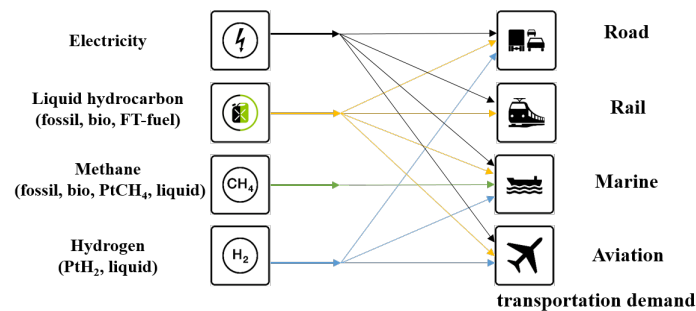 Electricity
Road
Liquid hydrocarbon
(fossil, bio, FT-fuel)
Rail
Methane
(fossil, bio, PtCH₄, liquid)
CH₄
Marine
Hydrogen
(PtH₂, liquid)
H₂
Aviation
transportation demand